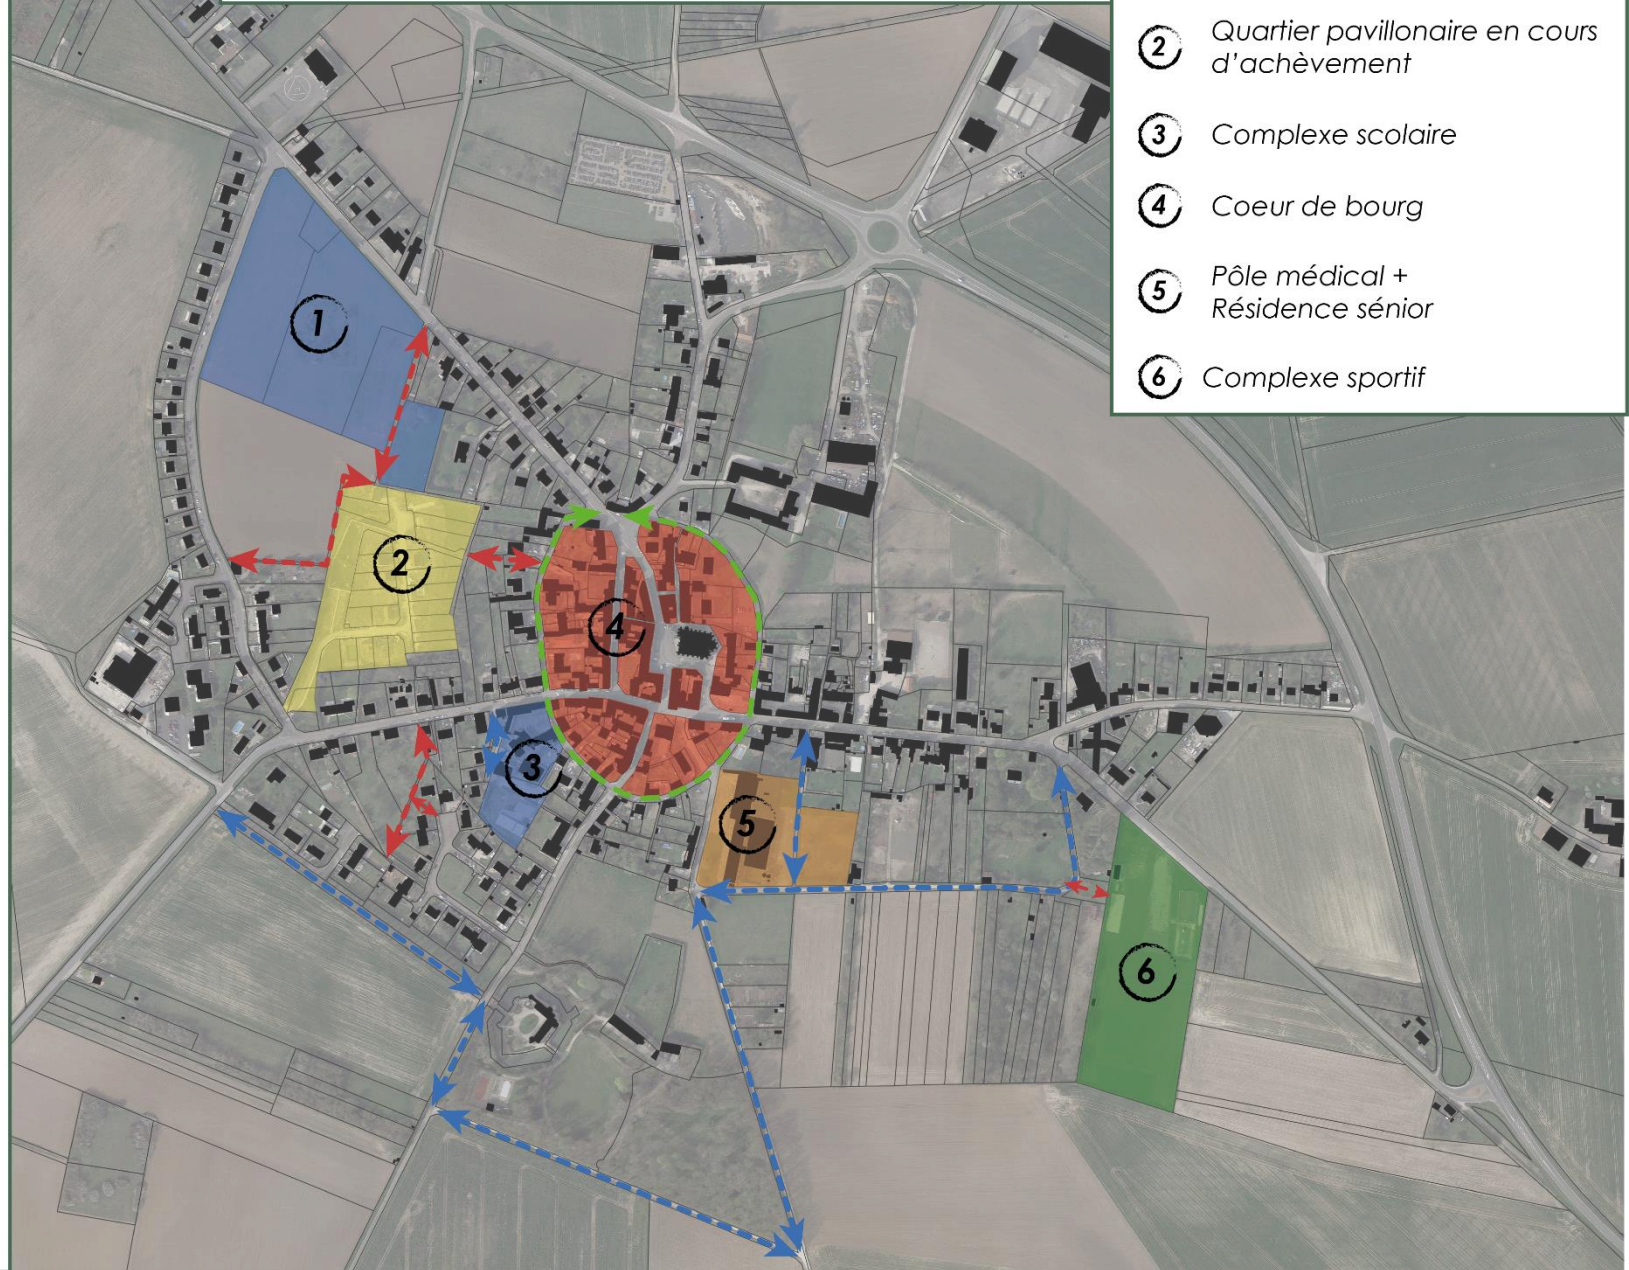 2 Quartier pavillonaire en cours
d'achèvement
3 Complexe scolaire
4 Coeur de bourg
5 Pôle médical +
Résidence sénior
6 Complexe sportif
1
2
4
3
5
6